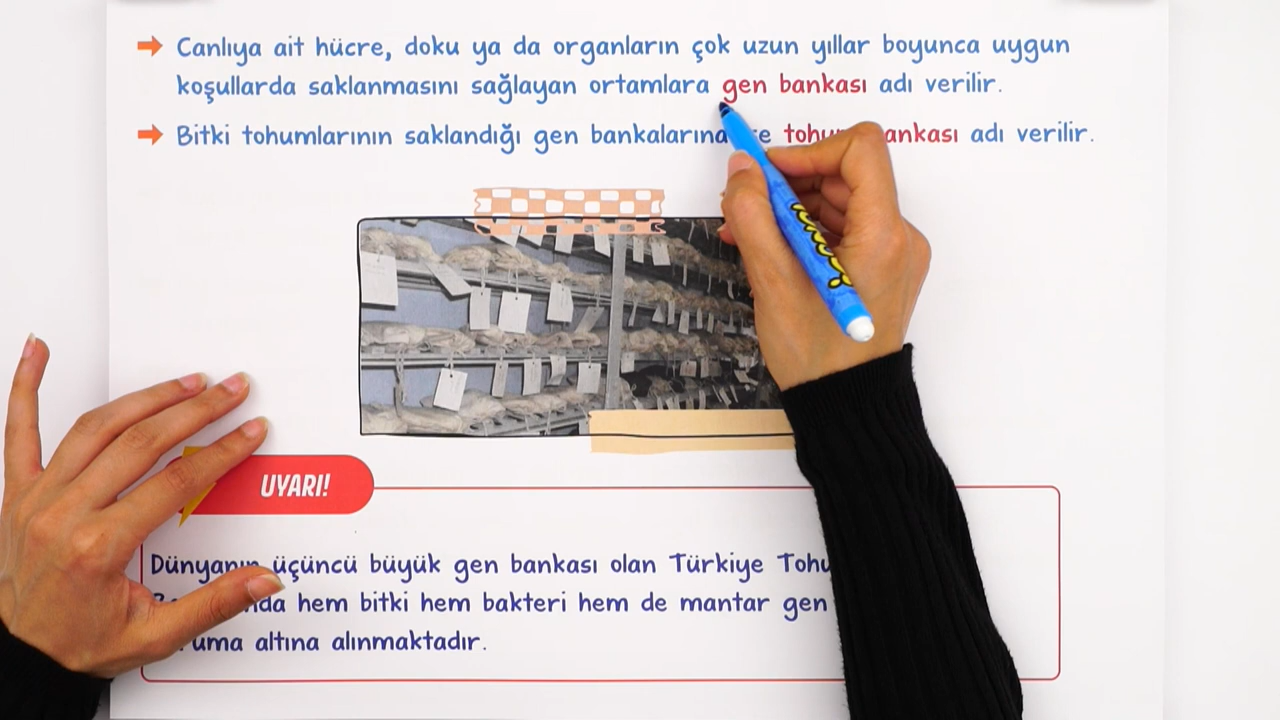 Canlıya ait hücre, doku ya da organların çok uzun yıllar boyunca uygun
koşullarda saklanmasını sağlayan ortamlara gen bankası adı verilir.
Bitki tohumlarının saklandığı gen bankalarına adı verilir.
UYARI!
Dünyanın üçüncü büyük gen bankası olan Türkiye
hem bitki hem bakteri hem de mantar gen
altına alınmaktadır.